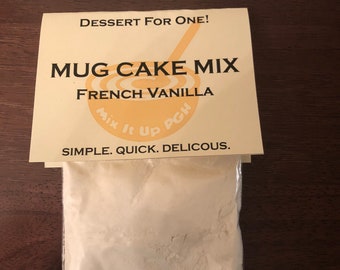 Dessert For One!
MUG CAKE MIX
French Vanilla
Mix It Up PGH
SIMPLE. QUICK. DELICOUS.